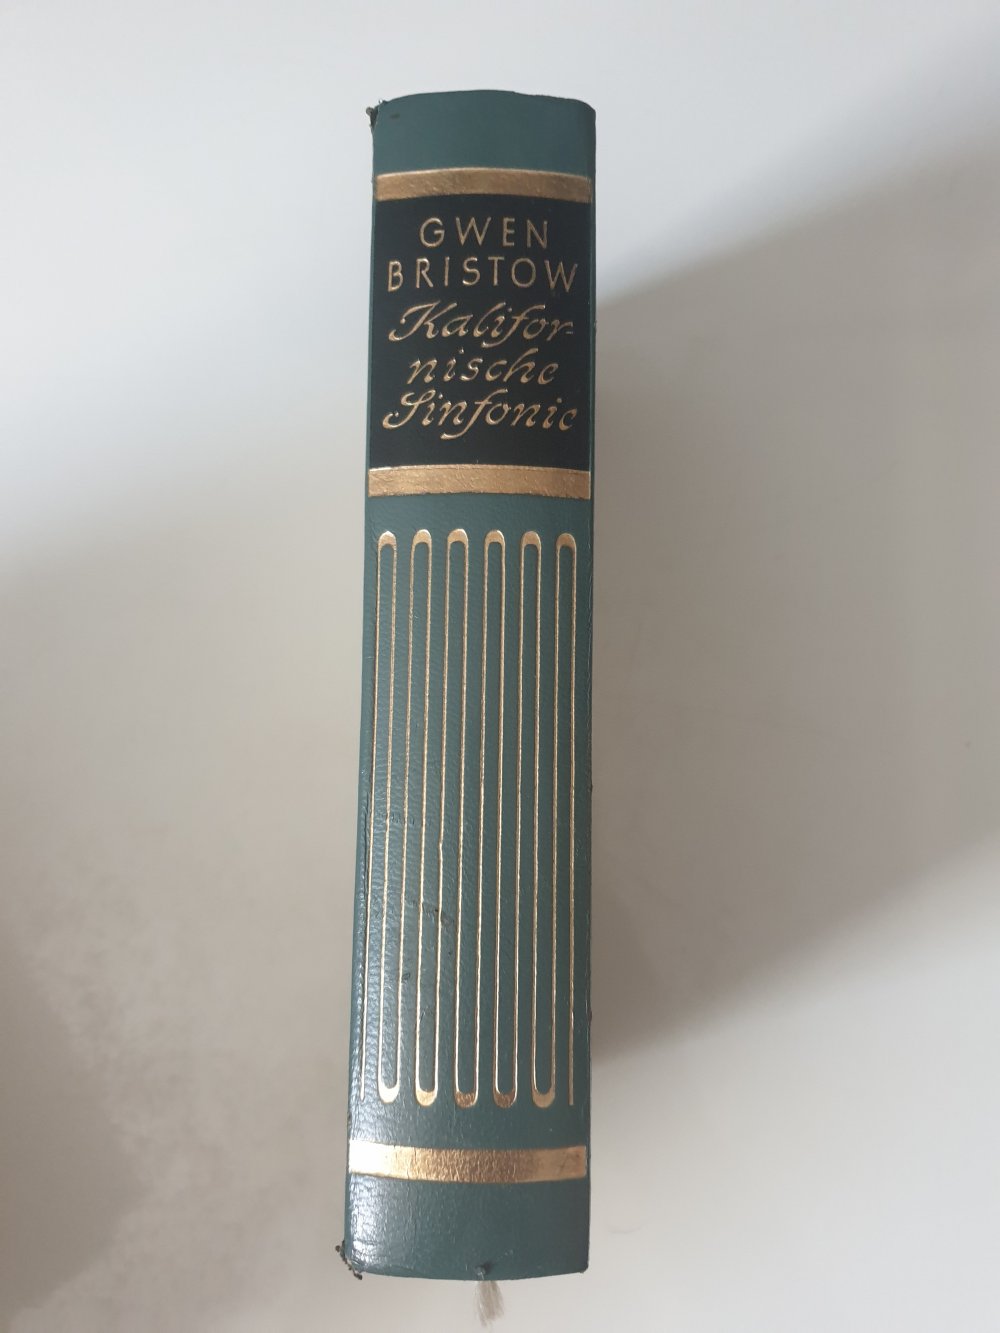 GWEN
BRISTOW
Kalifor-
nische
Sinfonie